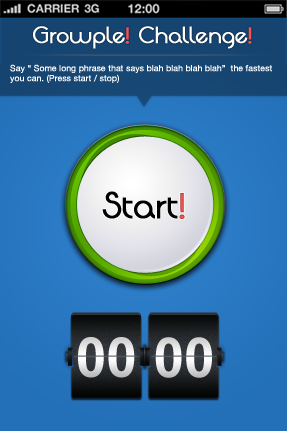 CARRIER 3G 12:00
Growple! Challenge!
Say " Some long phrase that says blah blah blah blah"  the fastest
you can. (Press start / stop)
Start!
00 00